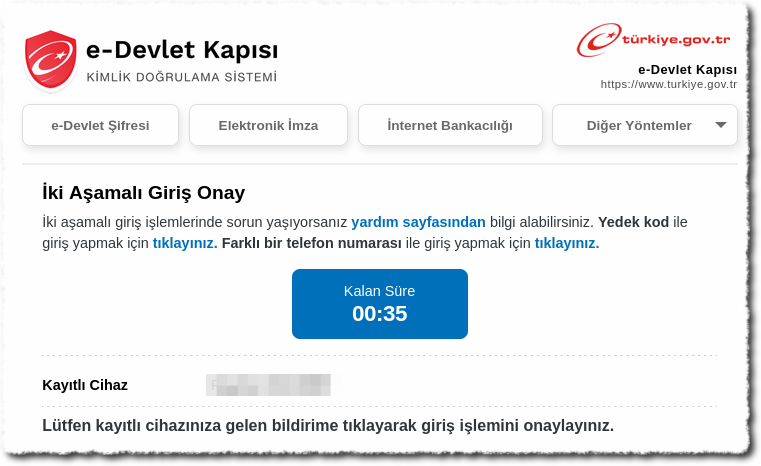 e-Devlet Kapısı
KİMLİK DOĞRULAMA SİSTEMİ
türkiye.gov.tr
e-Devlet Kapısı
https://www.turkiye.gov.tr
e-Devlet Şifresi
Elektronik İmza
İnternet Bankacılığı
Diğer Yöntemler
İki Aşamalı Giriş Onay
İki aşamalı giriş işlemlerinde sorun yaşıyorsanız yardım sayfasından bilgi alabilirsiniz. Yedek kod ile
giriş yapmak için tıklayınız. Farklı bir telefon numarası ile giriş yapmak için tıklayınız.
Kalan Süre
00:35
Kayıtlı Cihaz
Lütfen kayıtlı cihazınıza gelen bildirime tıklayarak giriş işlemini onaylayınız.